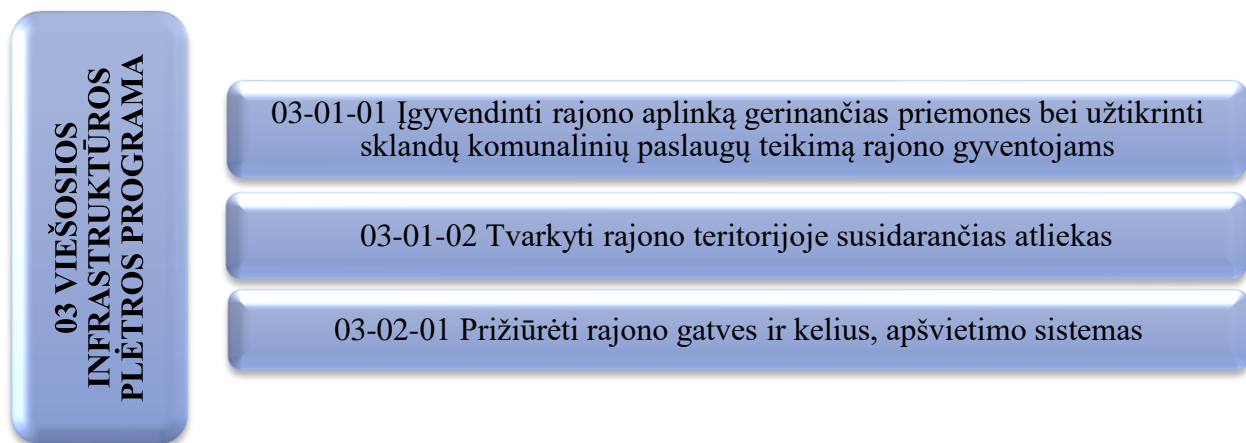 03 VIEŠOSIOS
INFRASTRUKTŪROS
PLĖTROS PROGRAMA
03-01-01 Įgyvendinti rajono aplinką gerinančias priemones bei užtikrinti
sklandų komunalinių paslaugų teikimą rajono gyventojams
03-01-02 Tvarkyti rajono teritorijoje susidarančias atliekas
03-02-01 Prižiūrėti rajono gatves ir kelius, apšvietimo sistemas